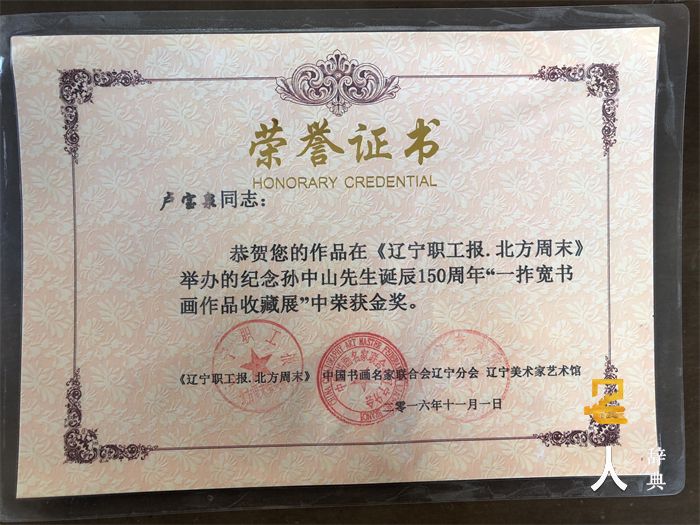 荣誉证书
HONORARY CREDENTIAL
卢宝泉同志：
恭贺您的作品在《辽宁职工报.北方周末》
举办的纪念孙中山先生诞辰150周年“一拃宽书
画作品收藏展”中荣获金奖。
《辽宁职工报.北方周末》 中国书画名家联合会辽宁分会 辽宁美术家艺术馆
二零一六年十一月一日
人 辞典